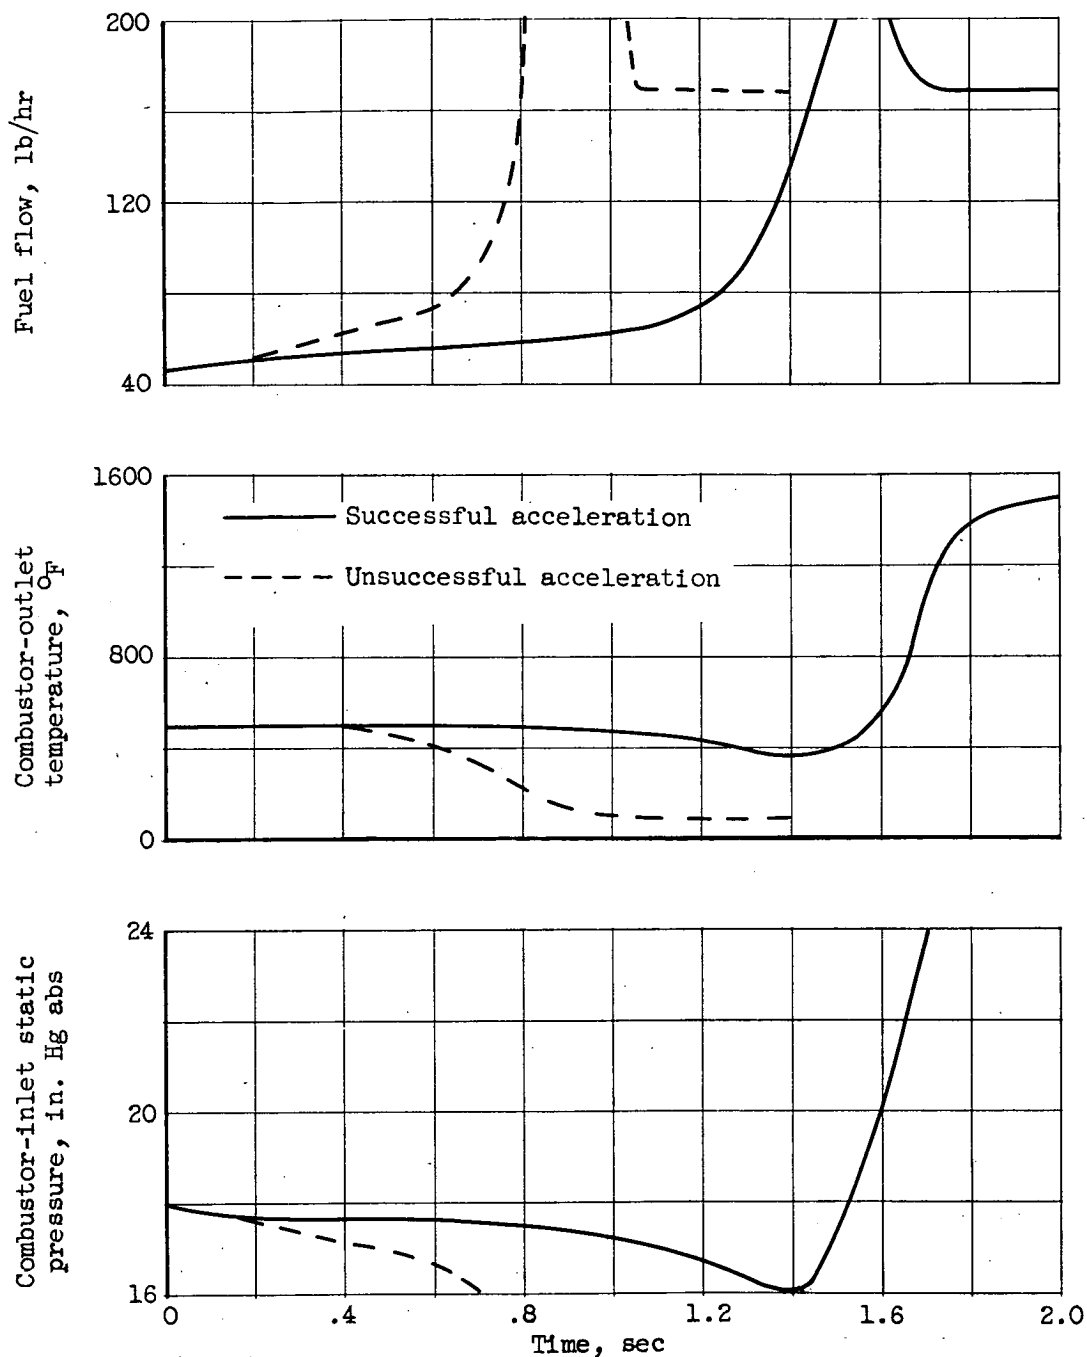 200
120
40
Fuel flow, lb/hr
1600
800
0
Combustor-outlet
temperature, °F
Successful acceleration
Unsuccessful acceleration
24
20
16
Combustor-inlet static
pressure, in. Hg abs
0 .4 .8 1.2 1.6 2.0
Time, sec